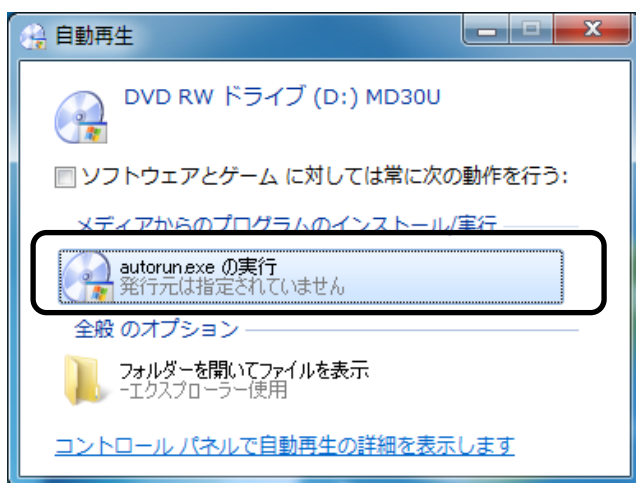 自動再生
DVD RW ドライブ (D:) MD30U
ソフトウェアとゲーム に対しては常に次の動作を行う:
メディアからのプログラムのインストール/実行
autorun.exe の実行
発行元は指定されていません
全般 のオプション
フォルダーを開いてファイルを表示
-エクスプローラー使用
コントロール パネルで自動再生の詳細を表示します